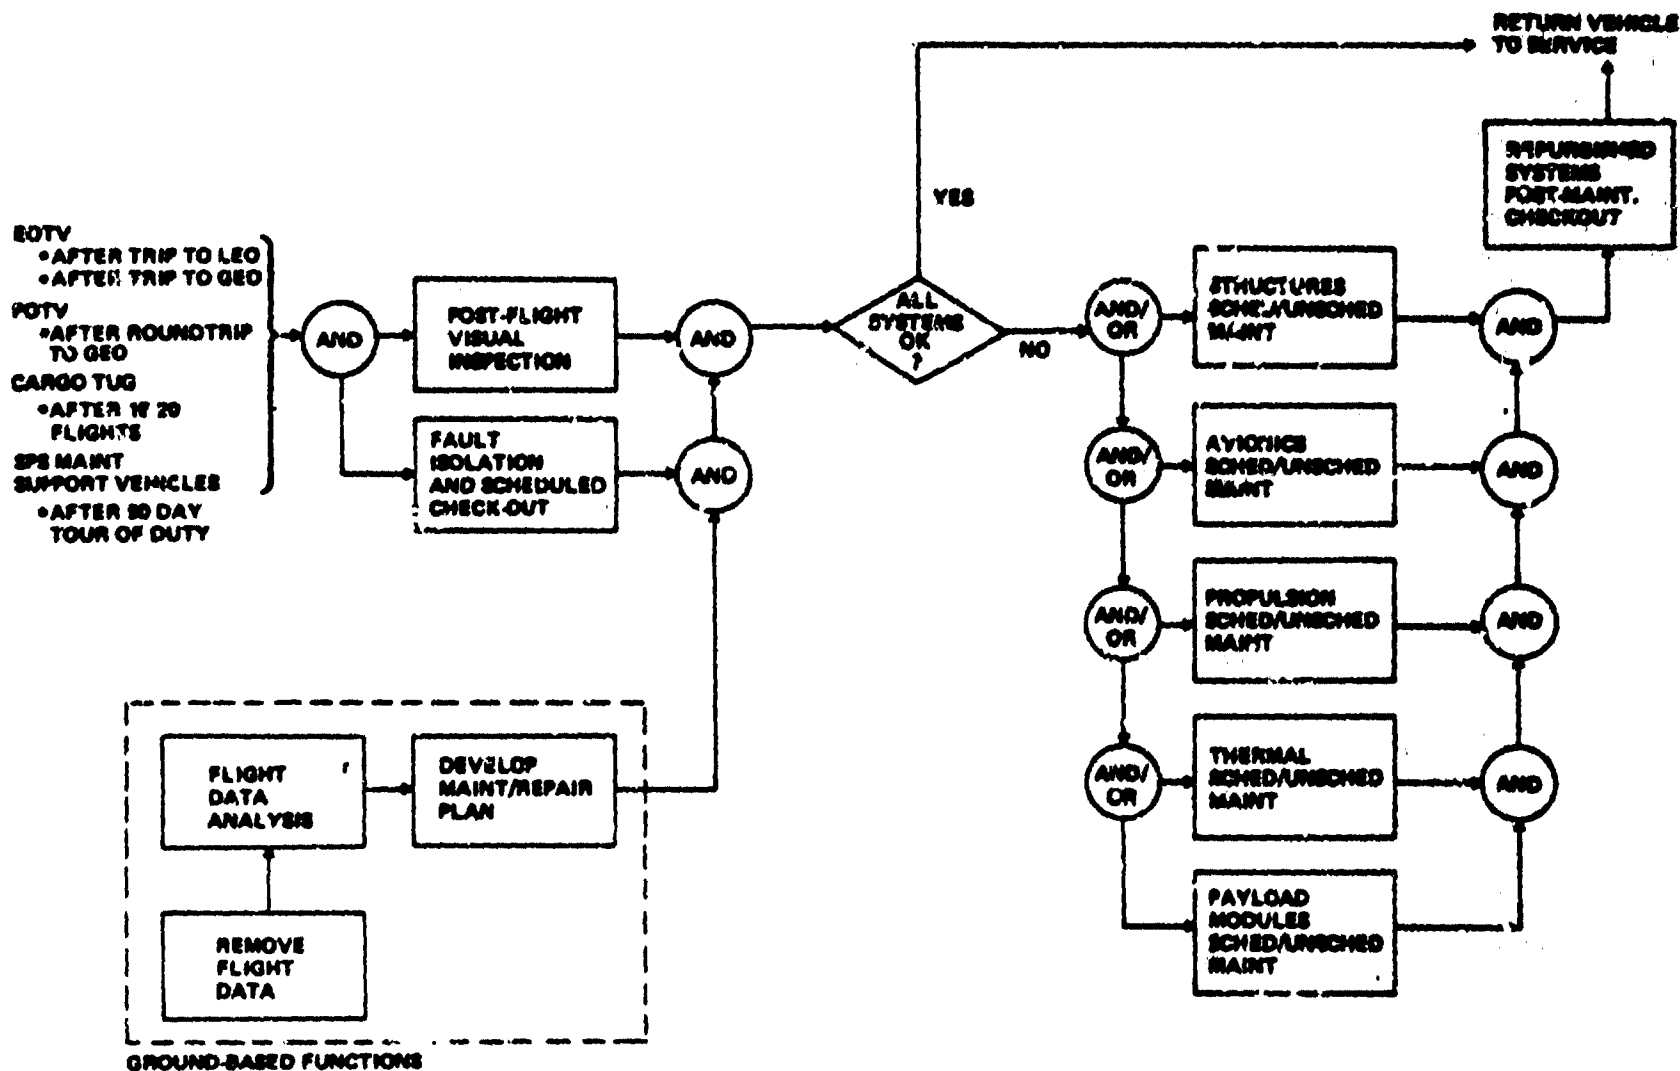 RETURN VEHICLE
TO SERVICE
REFURBISHED
SYSTEMS
POST-MAINT.
CHECKOUT
YES
EOTV
•AFTER TRIP TO LEO
•AFTER TRIP TO GEO
POTV
•AFTER ROUNDTRIP
TO GEO
CARGO TUG
•AFTER 20
FLIGHTS
SPS MAINT
SUPPORT VEHICLES
•AFTER 90 DAY
TOUR OF DUTY
AND
POST-FLIGHT
VISUAL
INSPECTION
AND
FAULT
ISOLATION
AND SCHEDULED
CHECK-OUT
AND
ALL
SYSTEMS
OK
?
NO
AND/
OR
STRUCTURES
SCHED/UNSCHED
MAINT
AND
AND/
OR
AVIONICS
SCHED/UNSCHED
MAINT
AND
AND/
OR
PROPULSION
SCHED/UNSCHED
MAINT
AND
AND/
OR
THERMAL
SCHED/UNSCHED
MAINT
AND
PAYLOAD
MODULES
SCHED/UNSCHED
MAINT
FLIGHT
DATA
ANALYSIS
DEVELOP
MAINT/REPAIR
PLAN
REMOVE
FLIGHT
DATA
GROUND-BASED FUNCTIONS